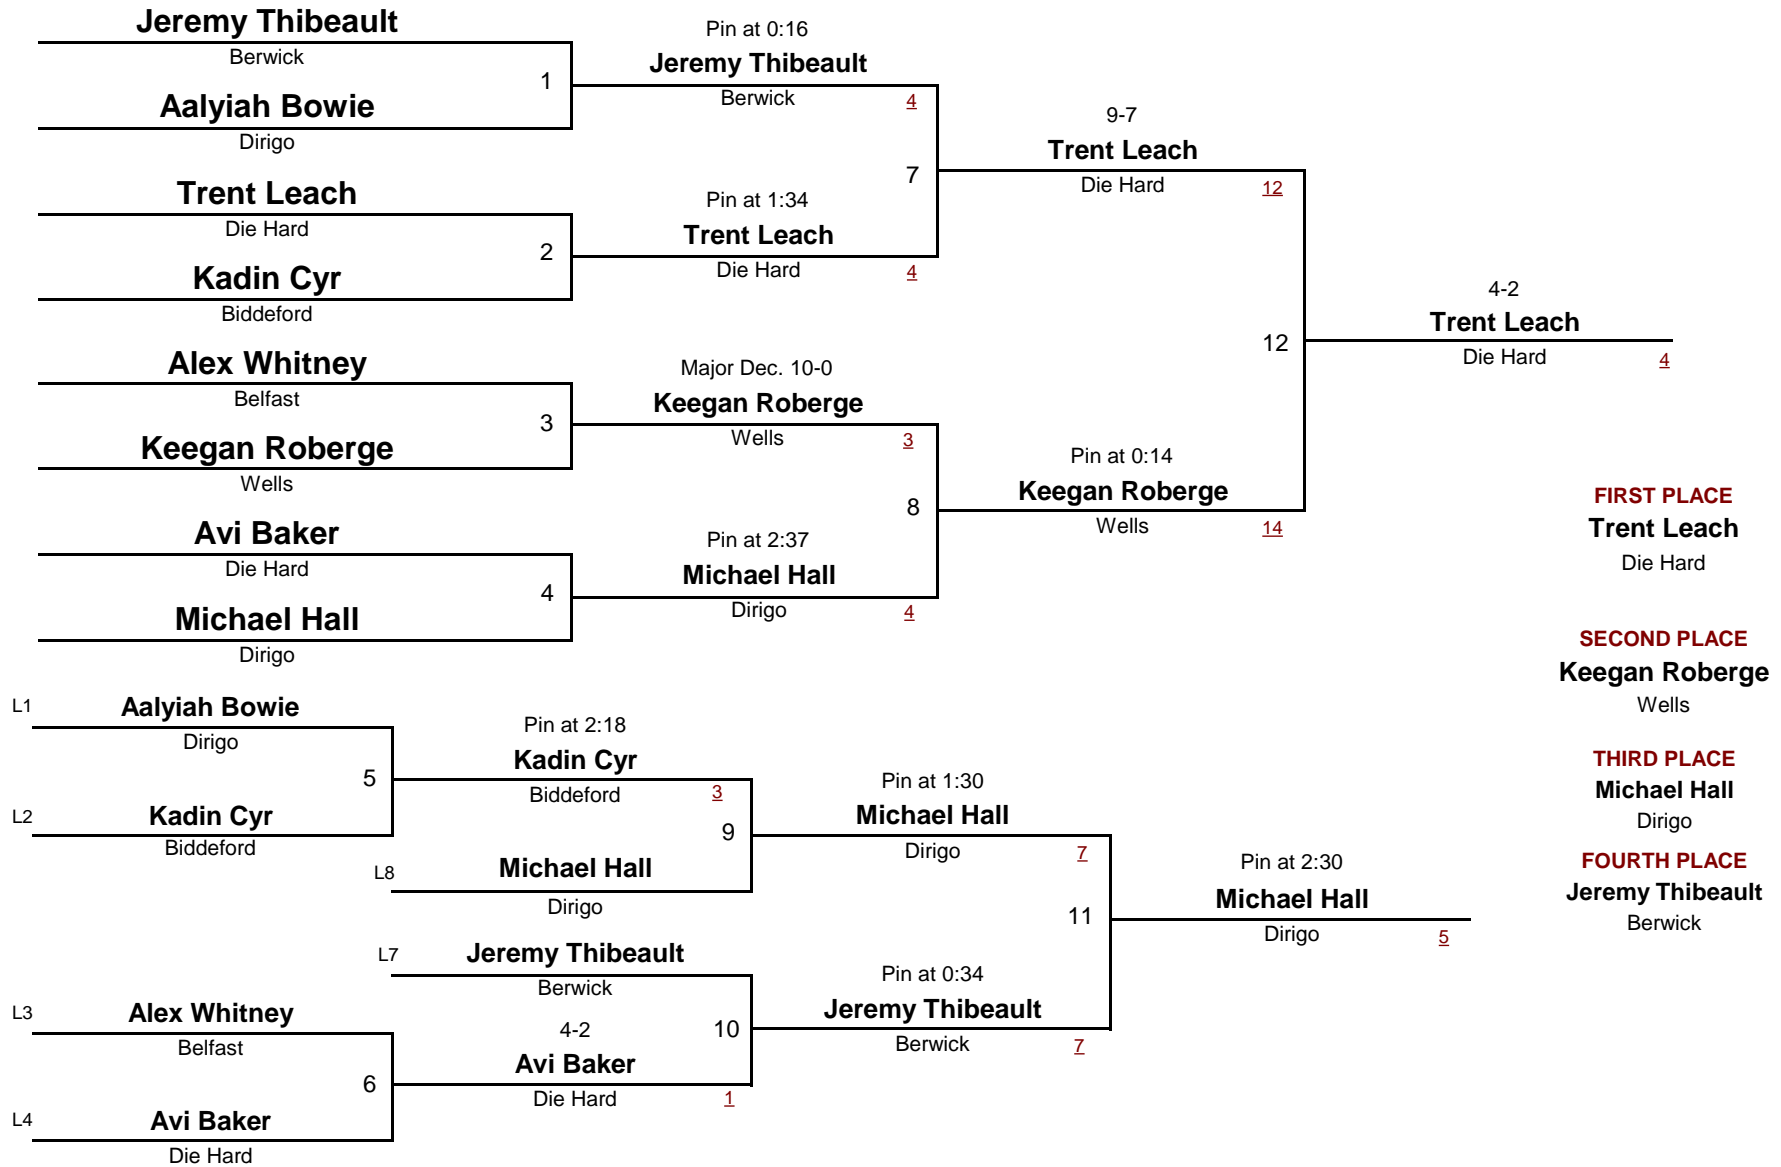 Jeremy Thibeault
Berwick
1
Aalyiah Bowie
Dirigo
Pin at 0:16
Jeremy Thibeault
Berwick
4
Trent Leach
Die Hard
2
Kadin Cyr
Biddeford
Pin at 1:34
Trent Leach
Die Hard
4
7
9-7
Trent Leach
Die Hard
12
Alex Whitney
Belfast
3
Keegan Roberge
Wells
Major Dec. 10-0
Keegan Roberge
Wells
3
Avi Baker
Die Hard
4
Michael Hall
Dirigo
Pin at 2:37
Michael Hall
Dirigo
4
8
Pin at 0:14
Keegan Roberge
Wells
14
12
4-2
Trent Leach
Die Hard
4
FIRST PLACE
Trent Leach
Die Hard
SECOND PLACE
Keegan Roberge
Wells
THIRD PLACE
Michael Hall
Dirigo
FOURTH PLACE
Jeremy Thibeault
Berwick
L1
Aalyiah Bowie
Dirigo
5
L2
Kadin Cyr
Biddeford
Pin at 2:18
Kadin Cyr
Biddeford
3
9
L8
Michael Hall
Dirigo
Pin at 1:30
Michael Hall
Dirigo
7
L7
Jeremy Thibeault
Berwick
10
L3
Alex Whitney
Belfast
6
L4
Avi Baker
Die Hard
4-2
Avi Baker
Die Hard
1
Pin at 0:34
Jeremy Thibeault
Berwick
7
11
Pin at 2:30
Michael Hall
Dirigo
5